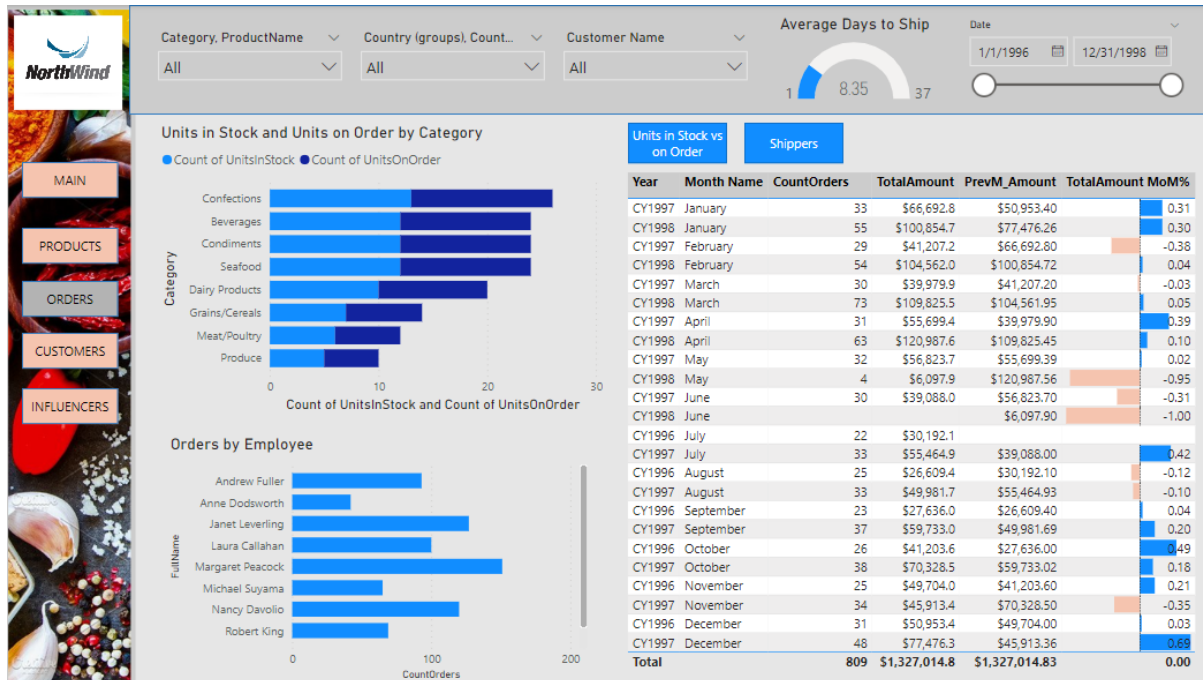 NorthWind
Category, ProductName
All
Country (groups), Count...
All
Customer Name
All
Average Days to Ship
8.35
1
37
Date
1/1/1996
12/31/1998
MAIN
PRODUCTS
ORDERS
CUSTOMERS
INFLUENCERS
Units in Stock and Units on Order by Category
Count of UnitsInStock Count of UnitsOnOrder
Category
Confections
Beverages
Condiments
Seafood
Dairy Products
Grains/Cereals
Meat/Poultry
Produce
0 10 20 30
Count of UnitsInStock and Count of UnitsOnOrder
Orders by Employee
FullName
Andrew Fuller
Anne Dodsworth
Janet Leverling
Laura Callahan
Margaret Peacock
Michael Suyama
Nancy Davolio
Robert King
0 100 200
CountOrders
Units in Stock vs
on Order
Shippers
Year Month Name CountOrders TotalAmount PrevM_Amount TotalAmount MoM%
CY1997 January 33 $66,692.8 $50,953.40 0.31
CY1998 January 55 $100,854.7 $77,476.26 0.30
CY1997 February 29 $41,207.2 $66,692.80 -0.38
CY1998 February 54 $104,562.0 $100,854.72 0.04
CY1997 March 30 $39,979.9 $41,207.20 -0.03
CY1998 March 73 $109,825.5 $104,561.95 0.05
CY1997 April 31 $55,699.4 $39,979.90 0.39
CY1998 April 63 $120,987.6 $109,825.45 0.10
CY1997 May 32 $56,823.7 $55,699.39 0.02
CY1998 May 4 $6,097.9 $120,987.56 -0.95
CY1997 June 30 $39,088.0 $56,823.70 -0.31
CY1998 June $6,097.90 -1.00
CY1996 July 22 $30,192.1
CY1997 July 33 $55,464.9 $39,088.00 0.42
CY1996 August 25 $26,609.4 $30,192.10 -0.12
CY1997 August 33 $49,981.7 $55,464.93 -0.10
CY1996 September 23 $27,636.0 $26,609.40 0.04
CY1997 September 37 $59,733.0 $49,981.69 0.20
CY1996 October 26 $41,203.6 $27,636.00 0.49
CY1997 October 38 $70,328.5 $59,733.02 0.18
CY1996 November 25 $49,704.0 $41,203.60 0.21
CY1997 November 34 $45,913.4 $70,328.50 -0.35
CY1996 December 31 $50,953.4 $49,704.00 0.03
CY1997 December 48 $77,476.3 $45,913.36 0.69
Total 809 $1,327,014.8 $1,327,014.83 0.00